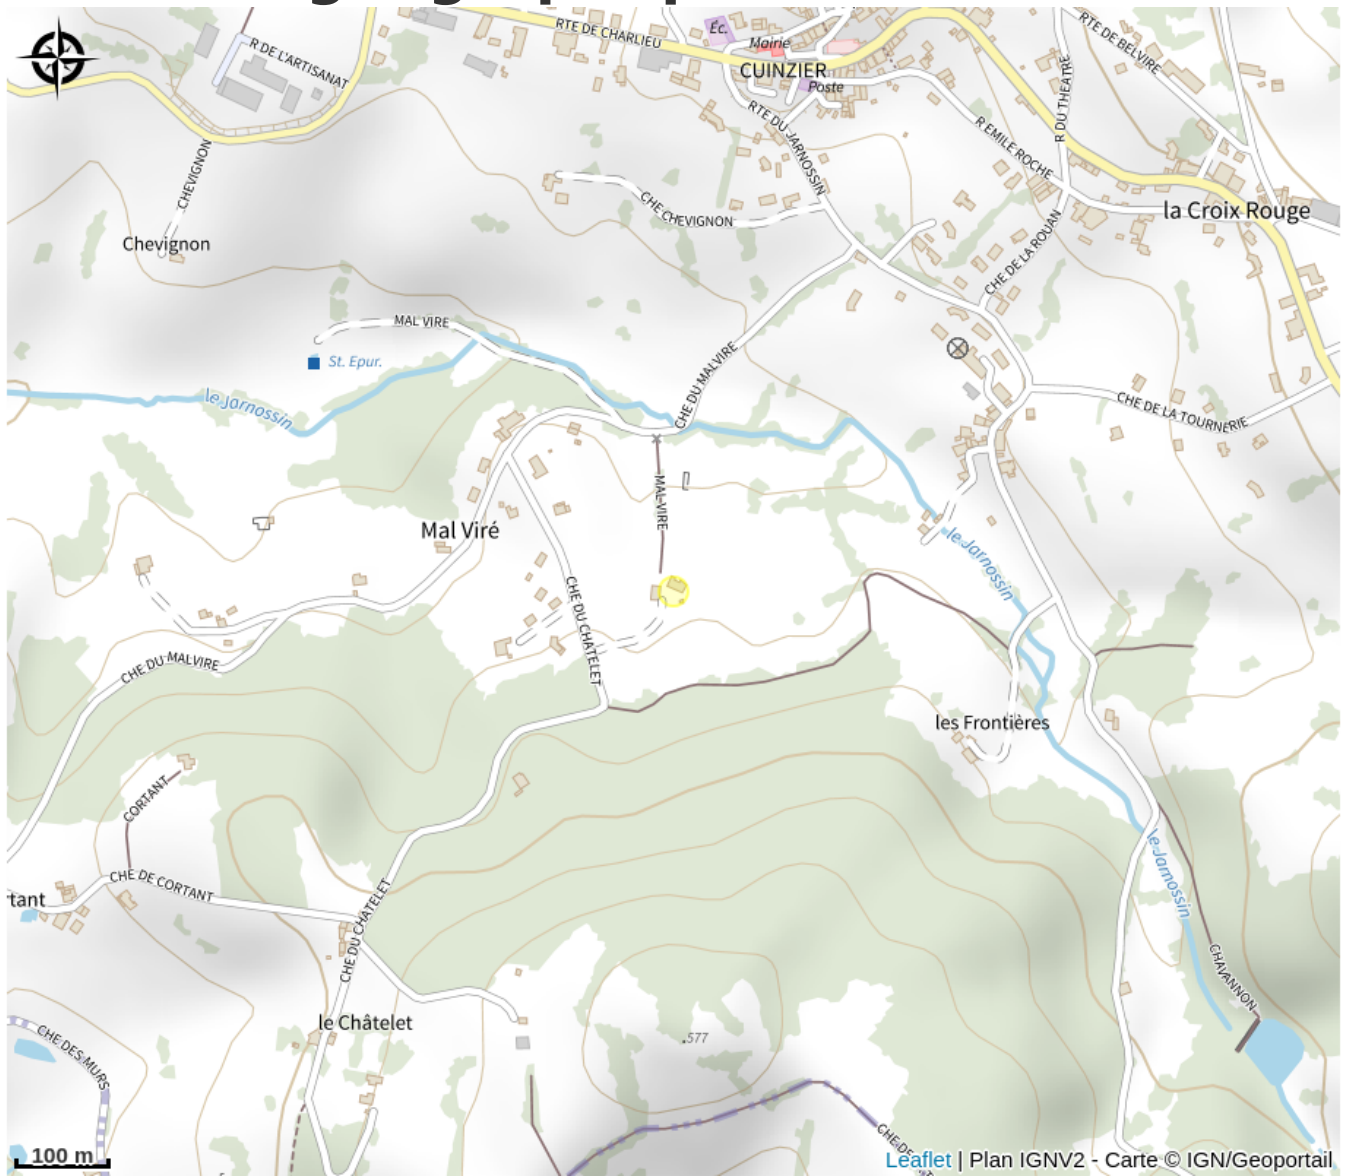 RTE DE CHARLIEU
Éc.
Mairie
CUINZIER
Poste
RTE DE BELVIRE
R DE L'ARTISANAT
RTE DU JARNOSSIN
R EMILE ROCHE
R DU THEATRE
CHEVIGNON
Chevignon
CHE CHEVIGNON
la Croix Rouge
CHE DE LA ROUAN
MAL VIRE
St. Epur.
CHE DU MALVIRE
le Jarnossin
CHE DE LA TOURNERIE
MAL VIRE
Mal Viré
le Jarnossin
CHE DU CHATELET
CHE DU MALVIRE
les Frontières
CORTANT
CHE DE CORTANT
rtant
CHE DU CHATELET
le Jarnossin
CHAVANNON
le Châtelet
577
CHE DES MURS
100 m
Leaflet | Plan IGNV2 - Carte © IGN/Geoportail